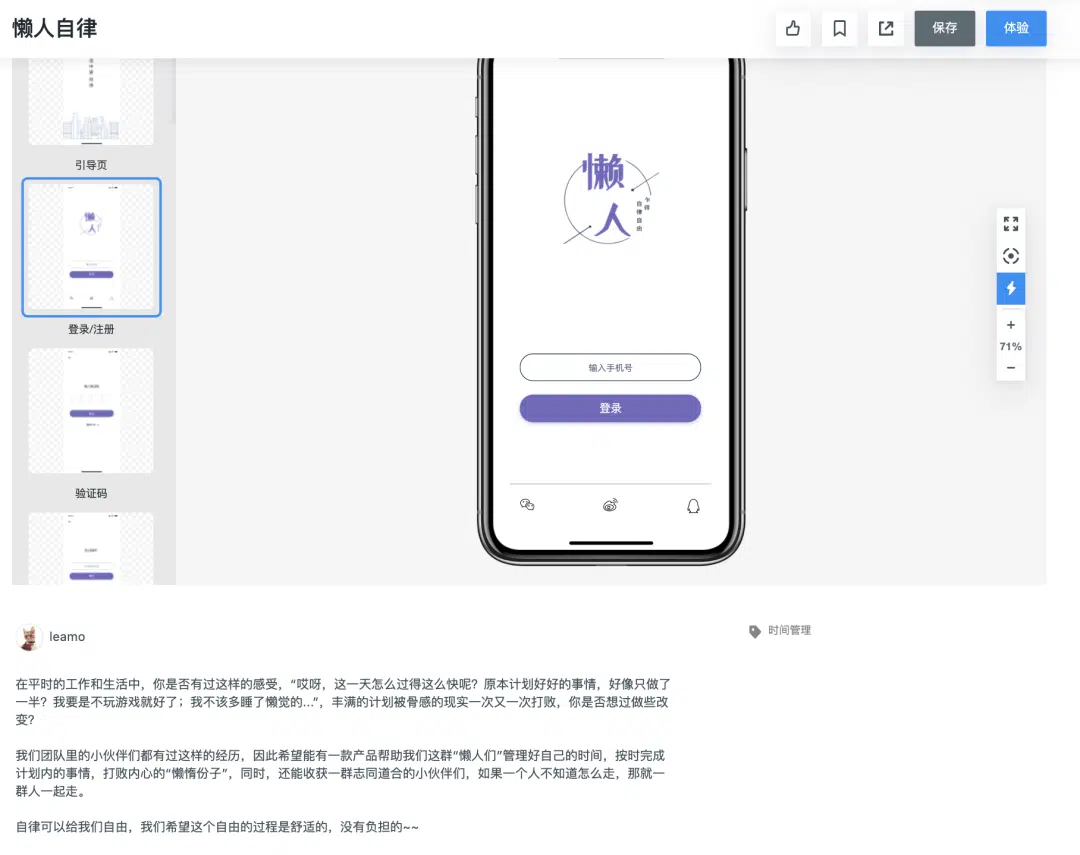 懒人自律
保存
体验
引导页
登录/注册
验证码
懒
人
乍得
自律自由
输入手机号
登录
71%
leamo
时间管理
在平时的工作和生活中，你是否有过这样的感受，“哎呀，这一天怎么过得这么快呢？原本计划好好的事情，好像只做了
一半？我要是不玩游戏就好了；我不该多睡了懒觉的...”，丰满的计划被骨感的现实一次又一次打败，你是否想过做些改
变？
我们团队里的小伙伴们都有过这样的经历，因此希望能有一款产品帮助我们这群“懒人们”管理好自己的时间，按时完成
计划内的事情，打败内心的“懒惰份子”，同时，还能收获一群志同道合的小伙伴们，如果一个人不知道怎么走，那就一
群人一起走。
自律可以给我们自由，我们希望这个自由的过程是舒适的，没有负担的~~